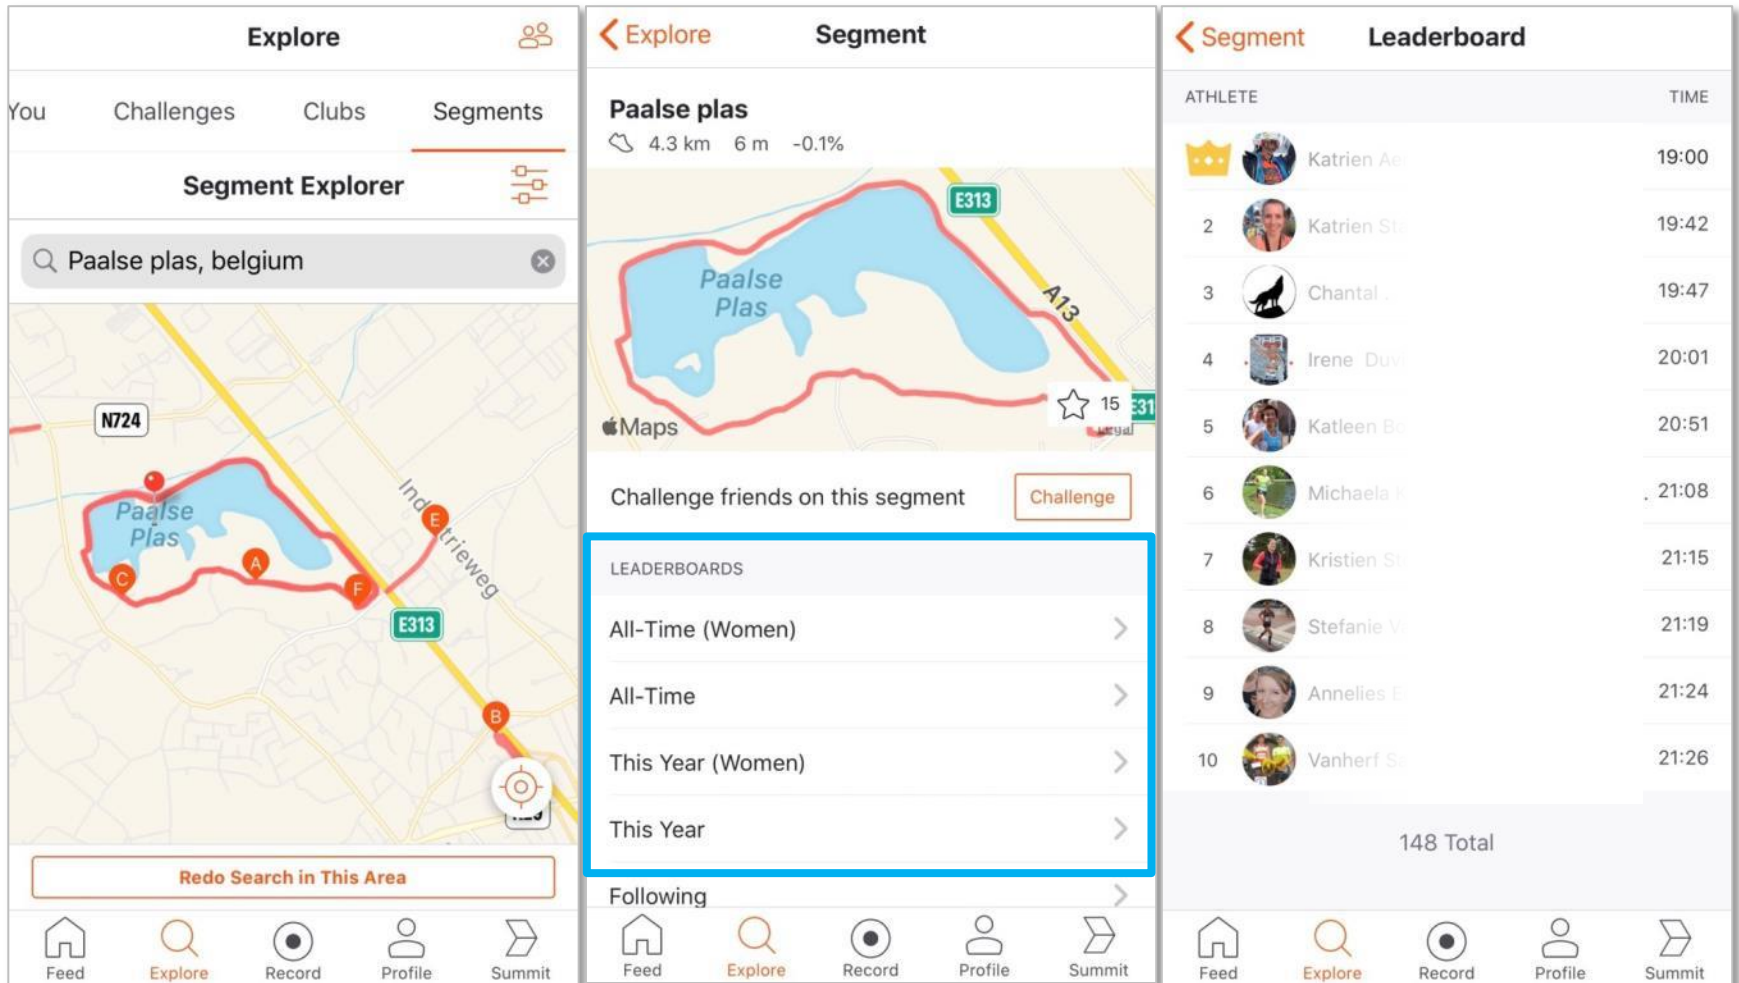 Explore
You Challenges Clubs Segments
Segment Explorer
Paalse plas, belgium
N724
Paalse
Plas
Industrieweg
E
A
C
F
E313
B
Redo Search in This Area
Feed Explore Record Profile Summit
Explore Segment
Paalse plas
4.3 km 6 m -0.1%
E313
Paalse
Plas
A13
15
Maps
Legal
Challenge friends on this segment Challenge
LEADERBOARDS
All-Time (Women)
All-Time
This Year (Women)
This Year
Following
Feed Explore Record Profile Summit
Segment Leaderboard
ATHLETE TIME
Katrien 19:00
2 Katrien 19:42
3 Chantal . 19:47
4 Irene 20:01
5 Katleen 20:51
6 Michaela 21:08
7 Kristien 21:15
8 Stefanie 21:19
9 Annelies 21:24
10 Vanherf 21:26
148 Total
Feed Explore Record Profile Summit